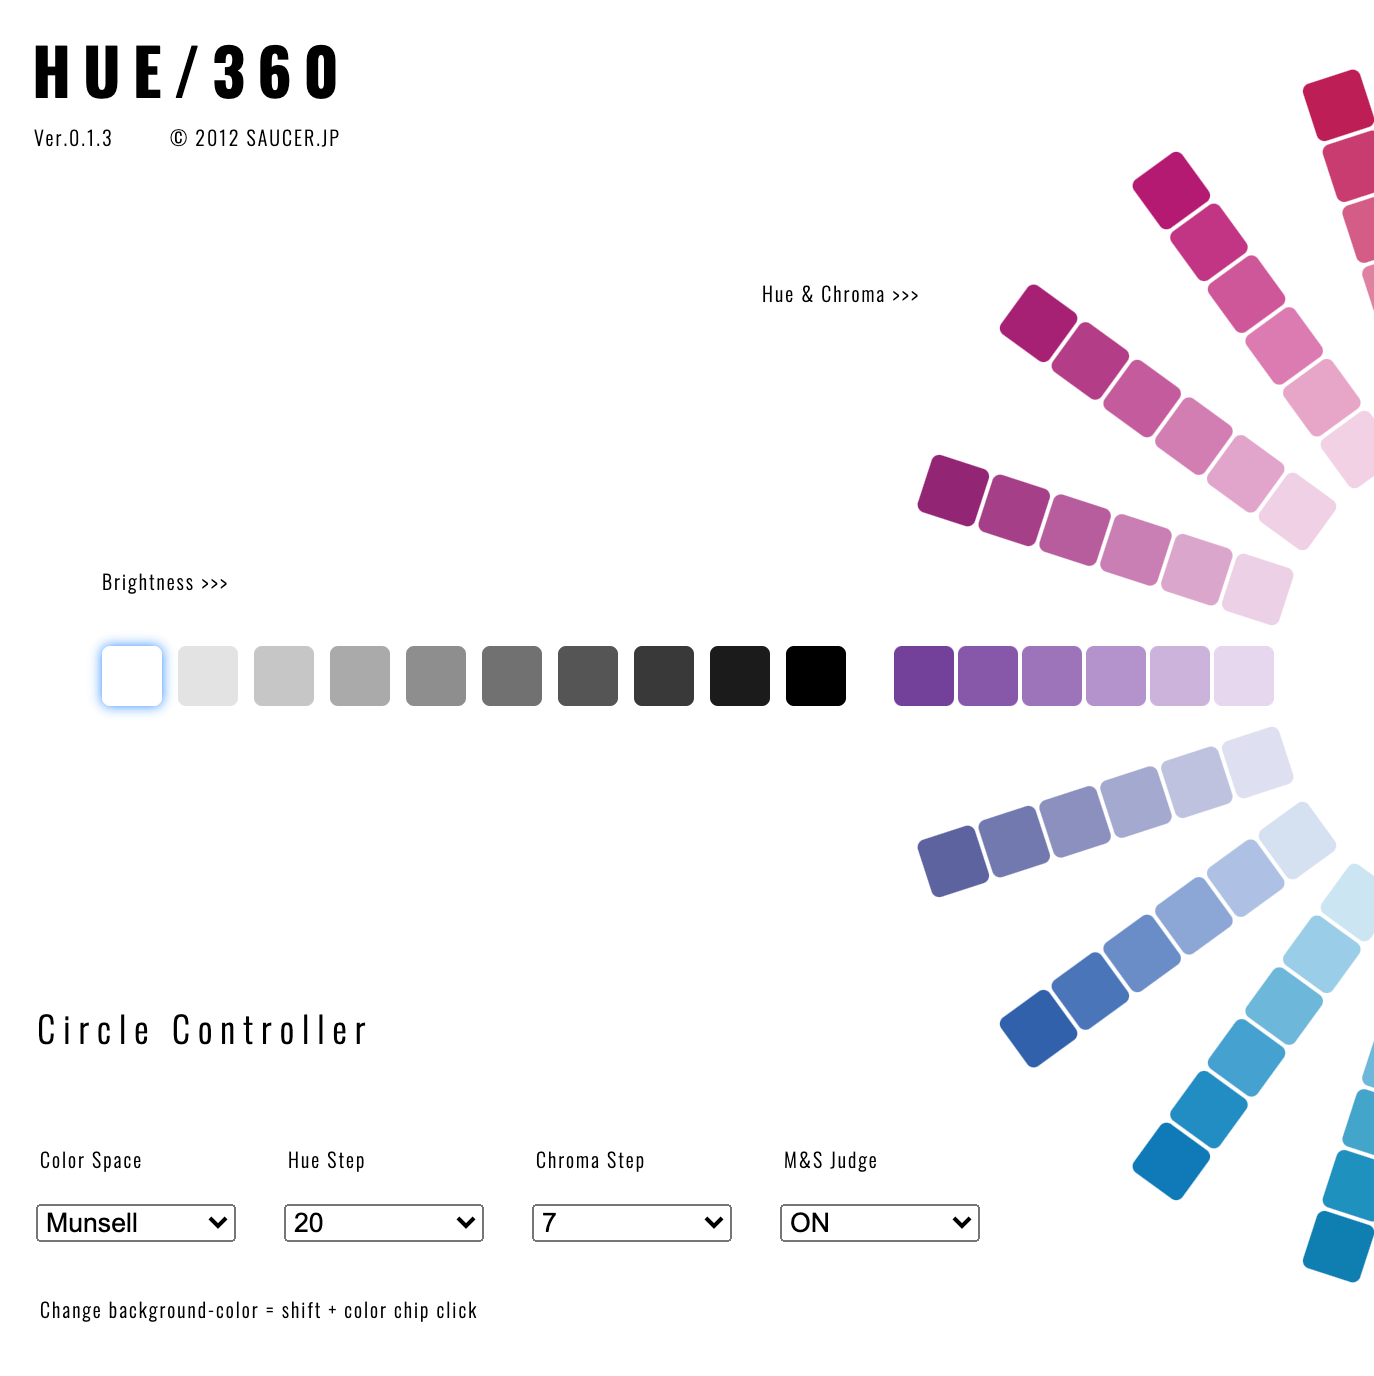 HUE/360
Ver.0.1.3 © 2012 SAUCER.JP
Hue & Chroma >>>
Brightness >>>
Circle Controller
Color Space Hue Step Chroma Step M&S Judge
Munsell 20 7 ON
Change background-color = shift + color chip click